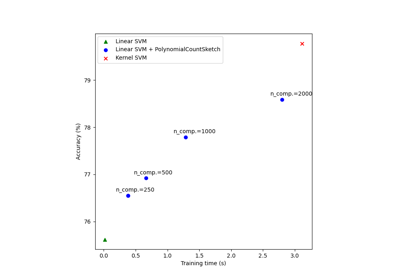 Linear SVM
Linear SVM + PolynomialCountSketch
Kernel SVM
79
78
77
76
Accuracy (%)
n_comp.=2000
n_comp.=1000
n_comp.=500
n_comp.=250
0.0 0.5 1.0 1.5 2.0 2.5 3.0
Training time (s)